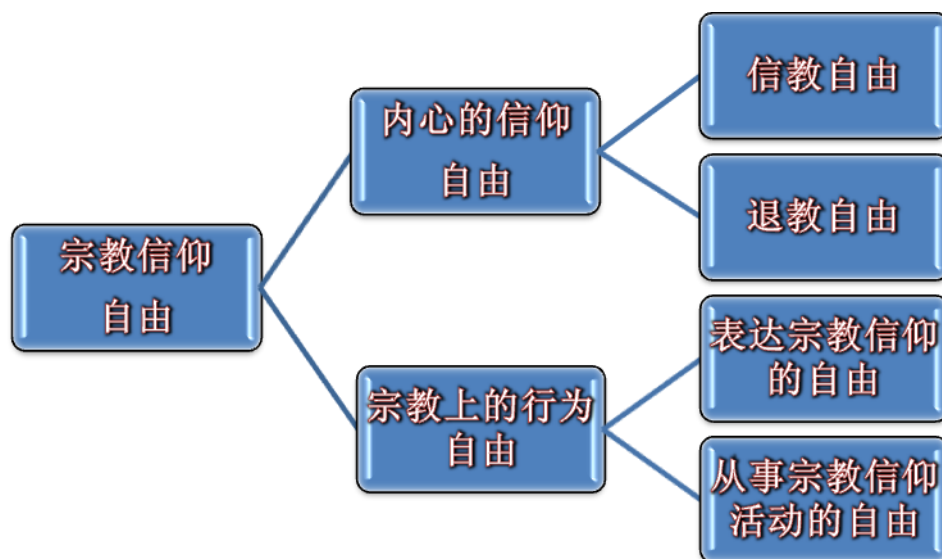 宗教信仰
自由
内心的信仰
自由
信教自由
退教自由
宗教上的行为
自由
表达宗教信仰
的自由
从事宗教信仰
活动的自由